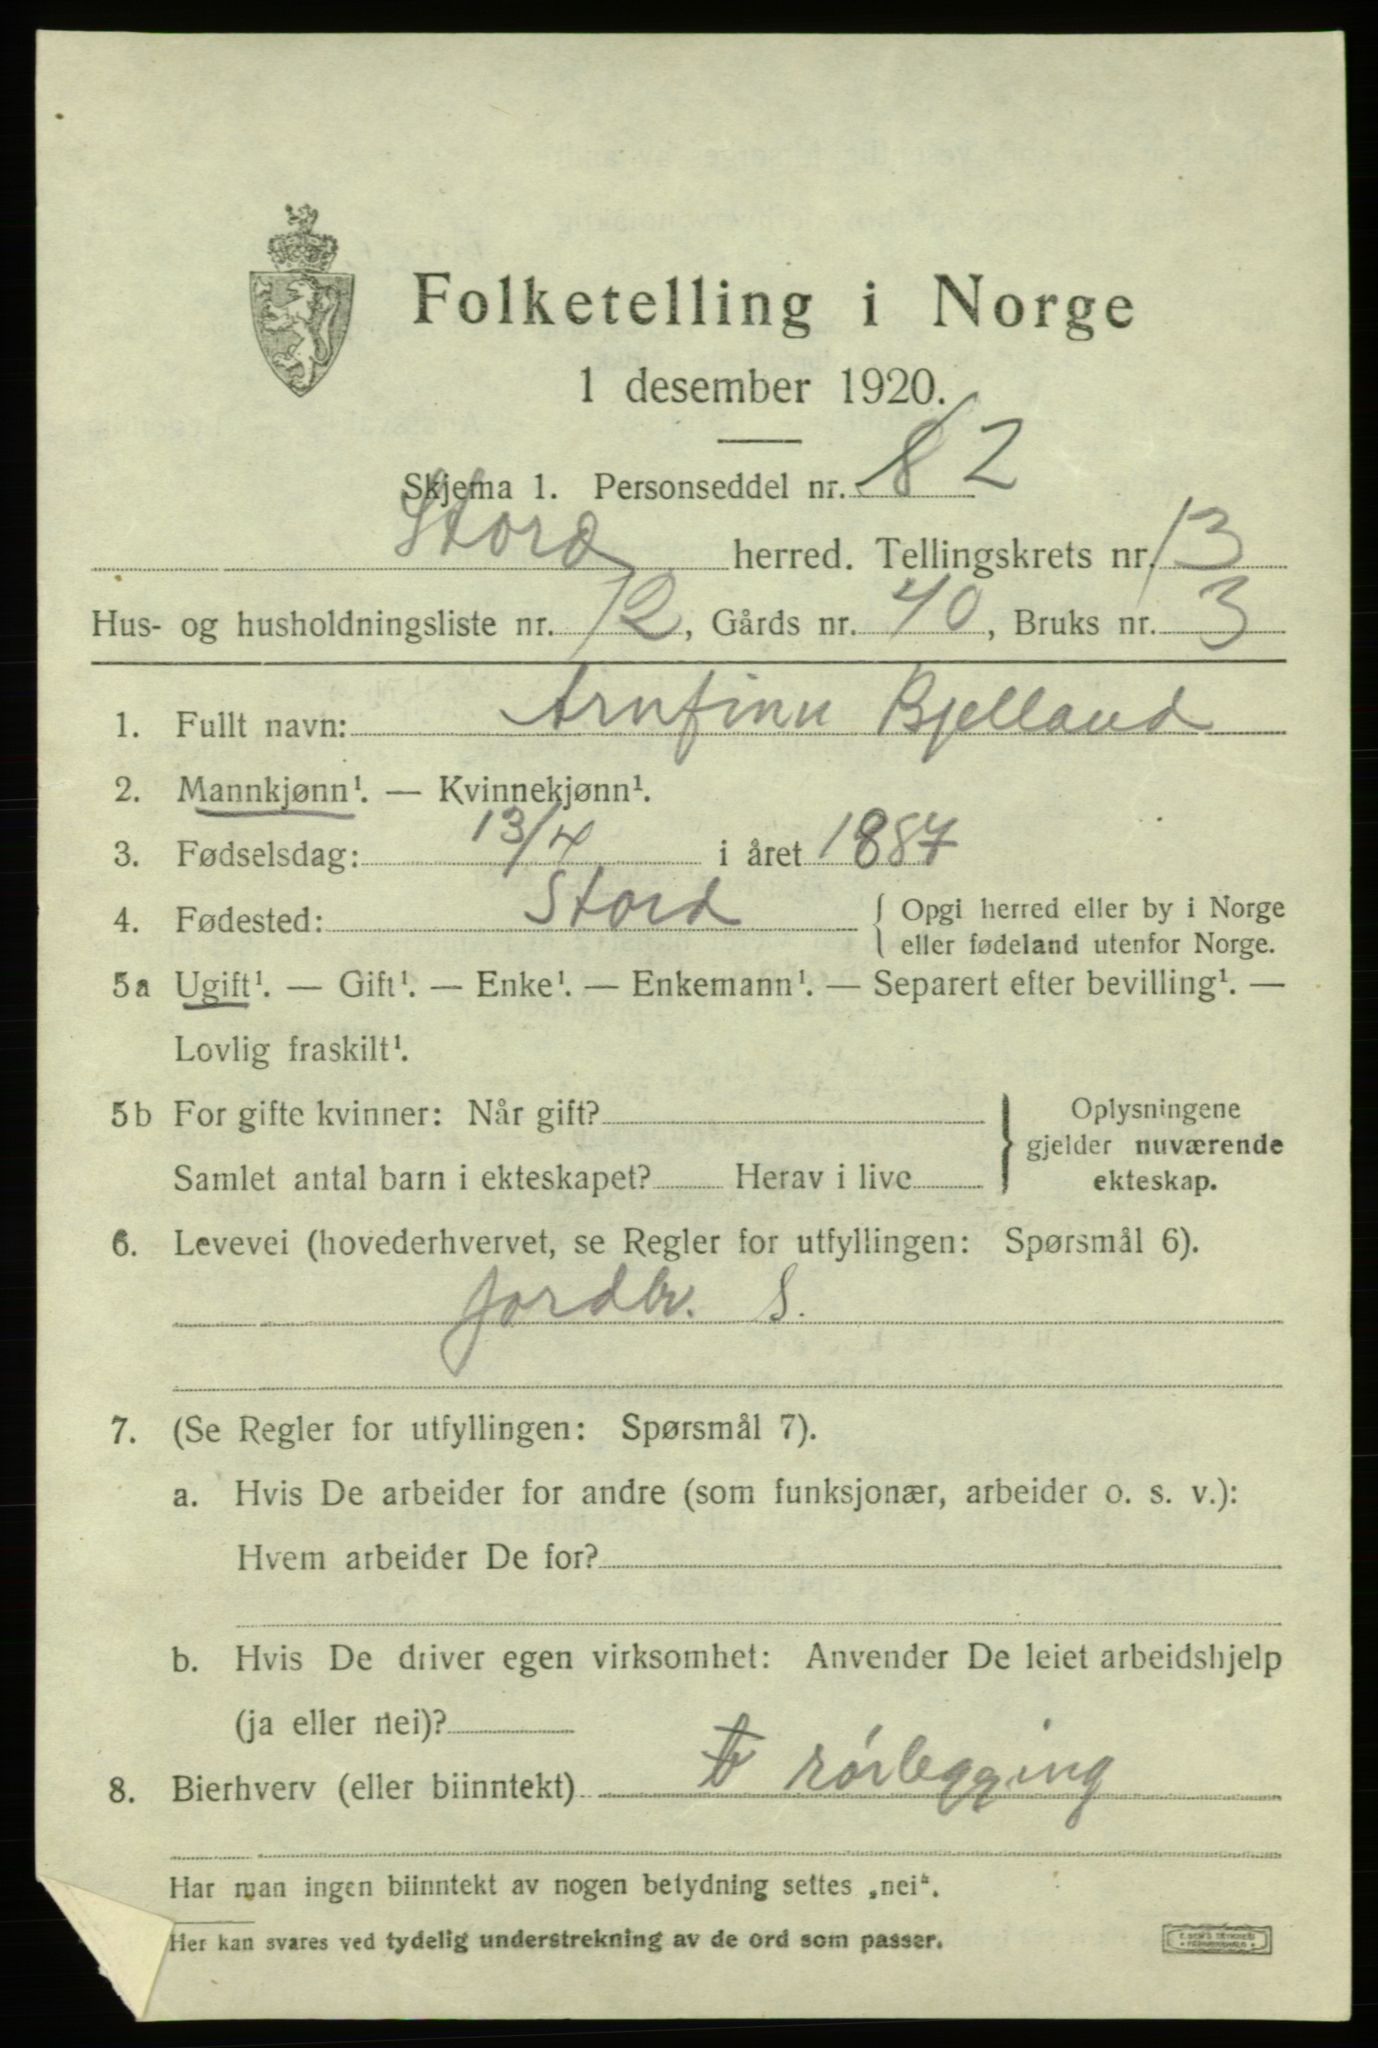 Folketelling i Norge
1 desember 1920.
Skjema 1. Personseddel nr. 8 2
Stord herred. Tellingskrets nr. 13
Hus- og husholdningsliste nr. 12, Gårds nr. 40, Bruks nr. 3
1. Fullt navn: Arnfinn Bjelland
2. Mannkjønn¹. — Kvinnekjønn¹.
3. Fødselsdag: 13/4 i året 1887
4. Fødested: Stord { Opgi herred eller by i Norge
eller fødeland utenfor Norge.
5a Ugift¹. — Gift¹. — Enke¹. — Enkemann¹. — Separert efter bevilling¹. —
Lovlig fraskilt¹.
5b For gifte kvinner: Når gift?
Samlet antal barn i ekteskapet? Herav i live
} Oplysningene
gjelder nuværende
ekteskap.
6. Levevei (hovederhvervet, se Regler for utfyllingen: Spørsmål 6).
Jordbr. S.
7. (Se Regler for utfyllingen: Spørsmål 7).
a. Hvis De arbeider for andre (som funksjonær, arbeider o. s. v.):
Hvem arbeider De for?
b. Hvis De driver egen virksomhet: Anvender De leiet arbeidshjelp
(ja eller nei)?
8. Bierhverv (eller biinntekt) rórlegging
Har man ingen biinntekt av nogen betydning settes „nei“.
Her kan svares ved tydelig understrekning av de ord som passer.